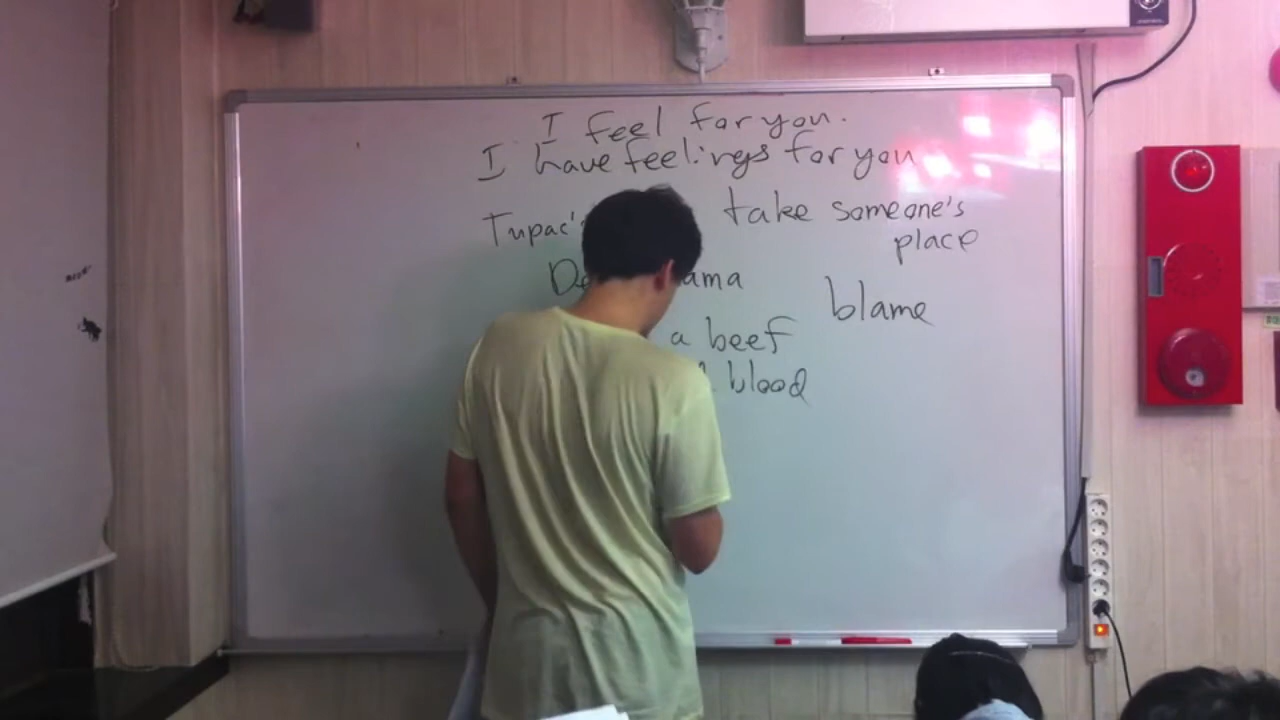 I feel for you.
I have feelings for you
Tupac's
take someone's
place
ama
blame
a beef
blood